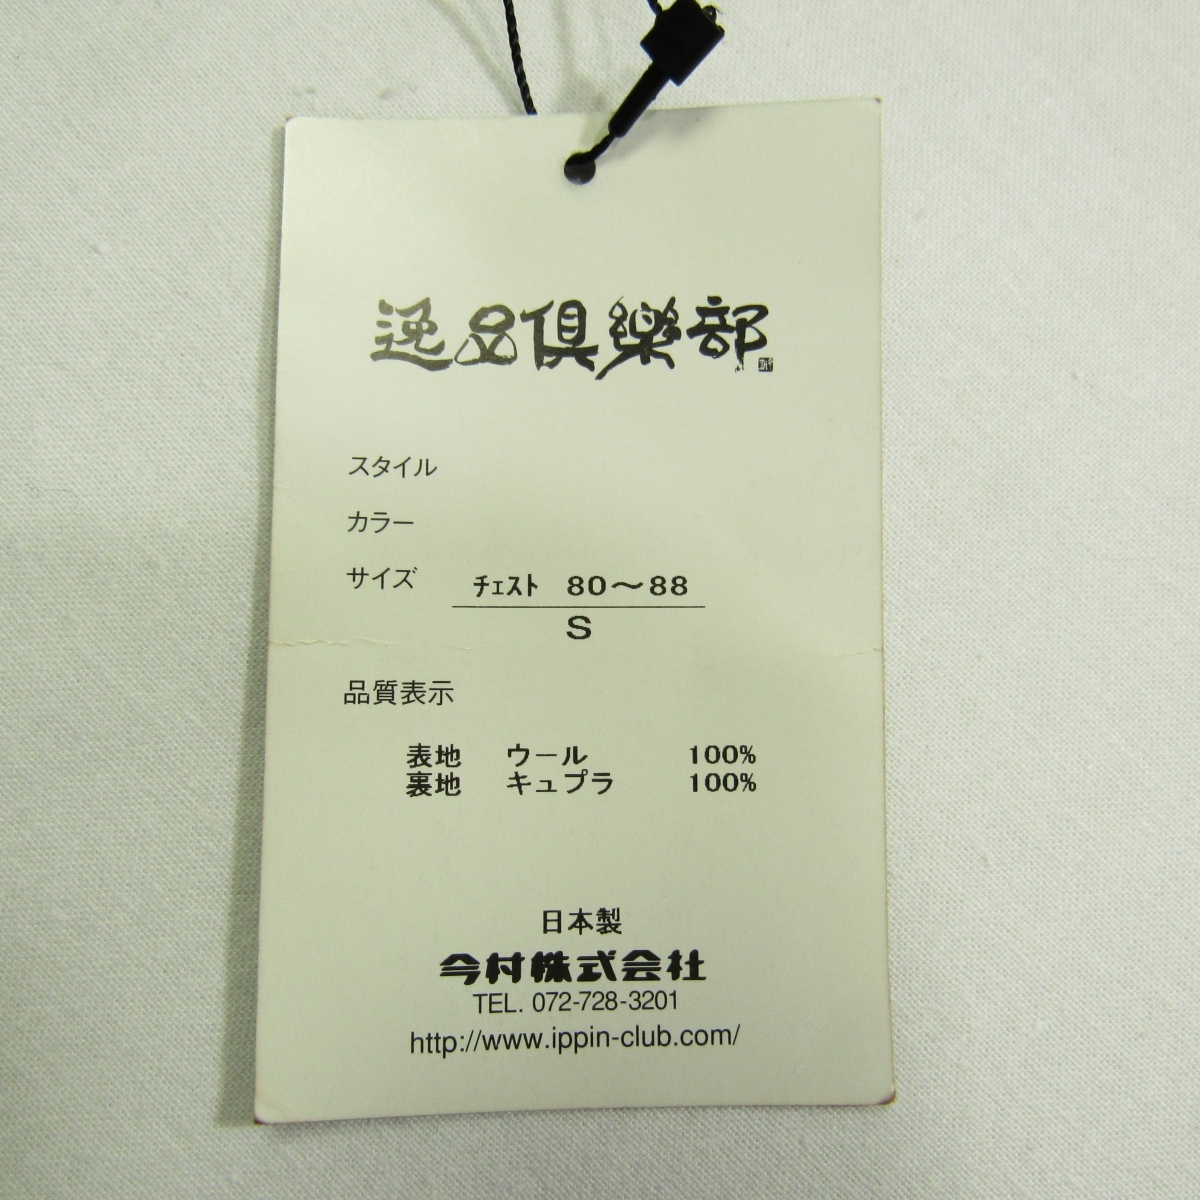 逸品倶樂部
スタイル
カラー
サイズ ﾁｪｽﾄ 80～88
S
品質表示
表地 ウール 100%
裏地 キュプラ 100%
日本製
今村株式会社
TEL. 072-728-3201
http://www.ippin-club.com/